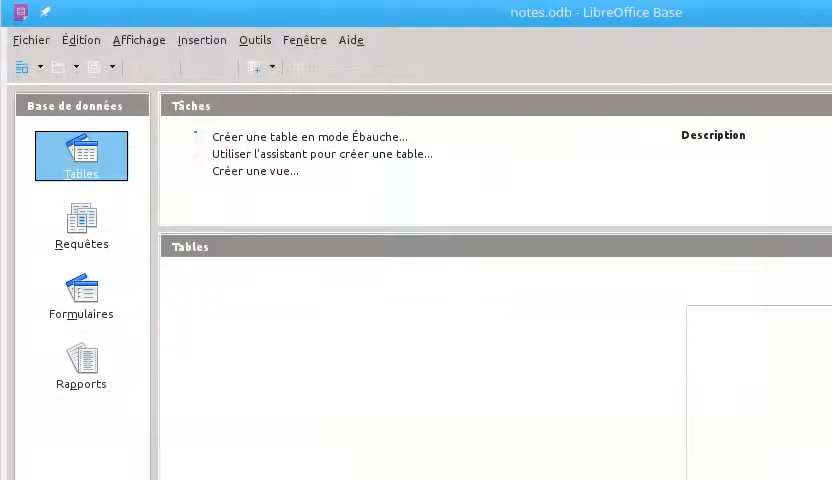 notes.odb - LibreOffice Base
Fichier Édition Affichage Insertion Outils Fenêtre Aide
Base de données
Tables
Requêtes
Formulaires
Rapports
Tâches
Créer une table en mode Ébauche...
Utiliser l'assistant pour créer une table...
Créer une vue...
Description
Tables